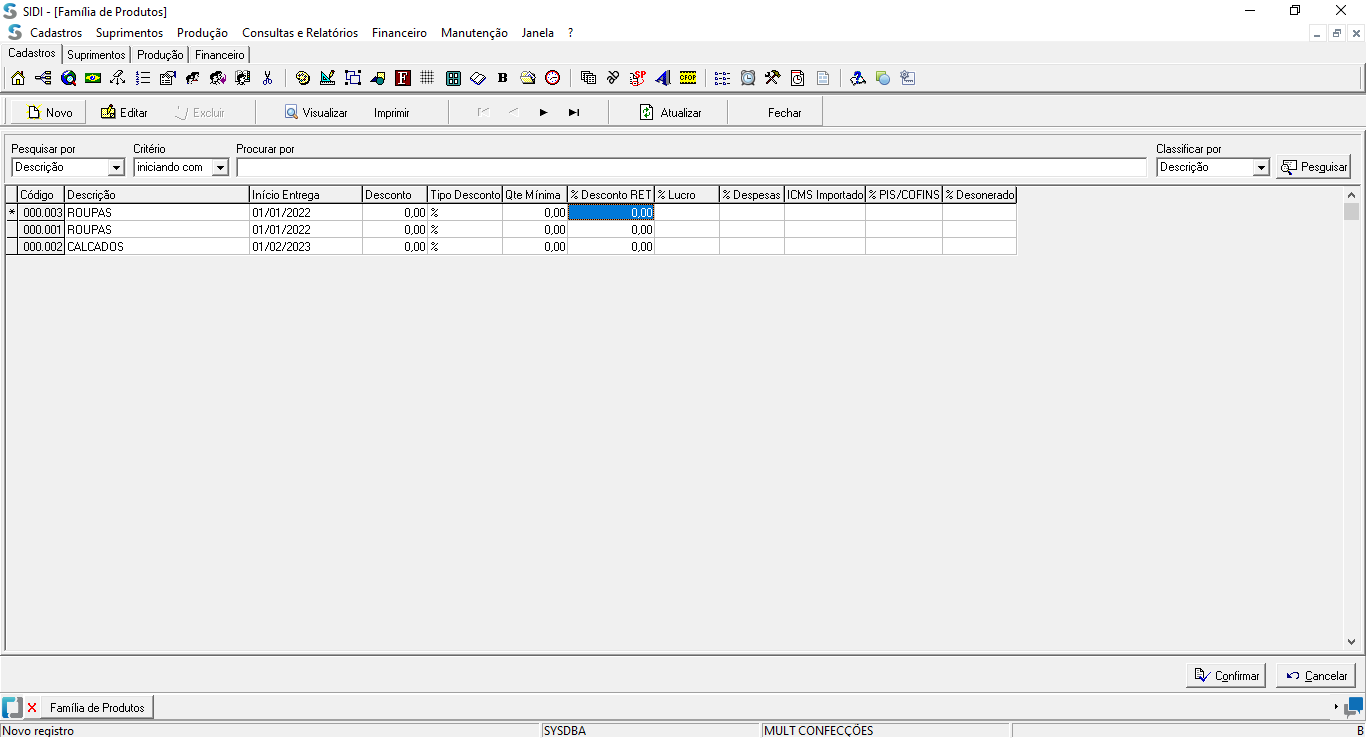 SIDI - [Família de Produtos]
Cadastros Suprimentos Produção Consultas e Relatórios Financeiro Manutenção Janela ?
Cadastros Suprimentos Produção Financeiro
F B SP CFOP
Novo Editar Excluir Visualizar Imprimir Atualizar Fechar
Pesquisar por Critério Procurar por Classificar por
Descrição iniciando com Descrição Pesquisar
Código Descrição Início Entrega Desconto Tipo Desconto Qte Mínima % Desconto RET % Lucro % Despesas ICMS Importado % PIS/COFINS % Desonerado
* 000.003 ROUPAS 01/01/2022 0,00 % 0,00 0,00
000.001 ROUPAS 01/01/2022 0,00 % 0,00 0,00
000.002 CALCADOS 01/02/2023 0,00 % 0,00 0,00
Confirmar Cancelar
Família de Produtos
Novo registro SYSDBA MULT CONFECÇÕES B